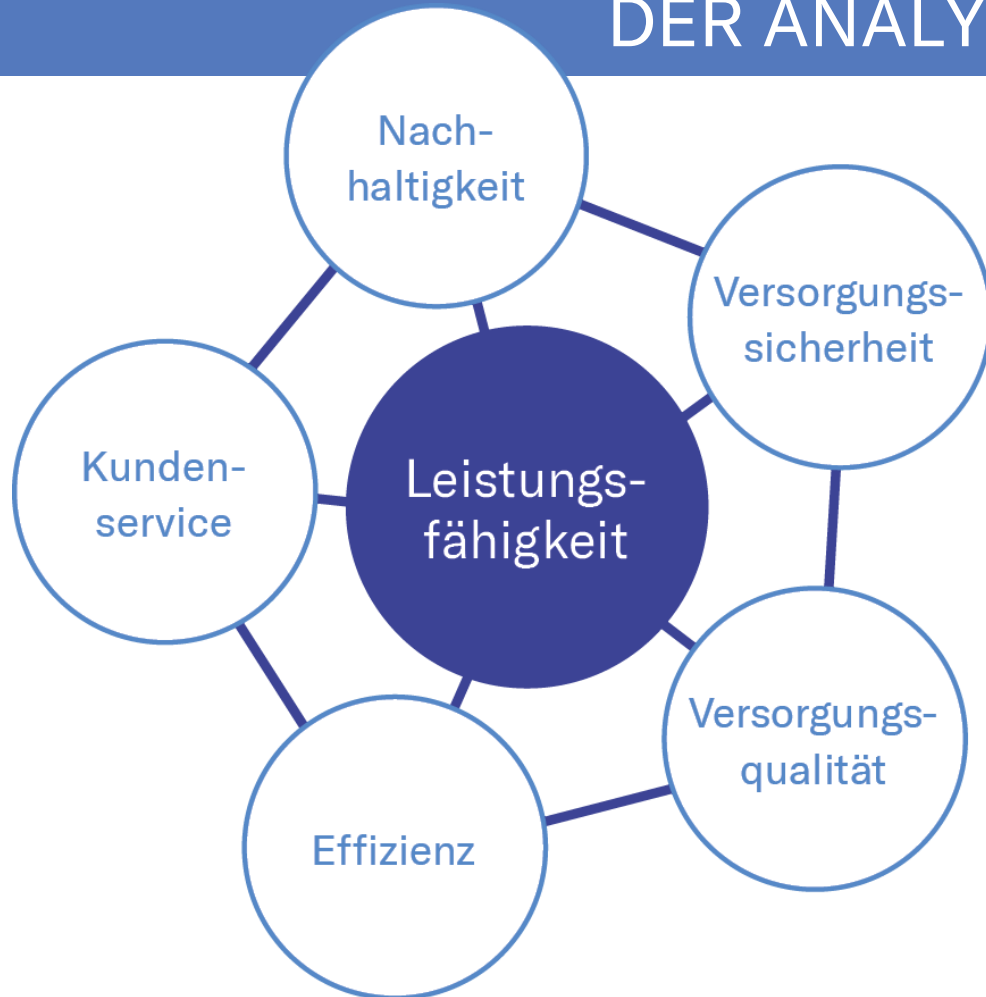 DER ANALY
Nach-
haltigkeit
Versorgungs-
sicherheit
Kunden-
service
Leistungs-
fähigkeit
Versorgungs-
qualität
Effizienz